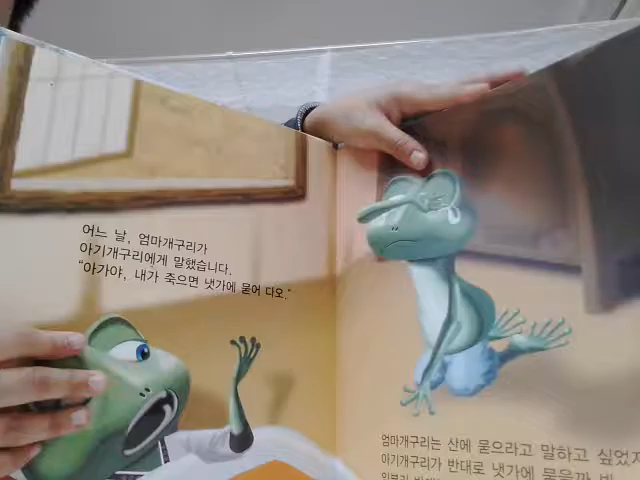 어느 날, 엄마개구리가
아기개구리에게 말했습니다.
"아가야, 내가 죽으면 냇가에 묻어 다오."
엄마개구리는 산에 묻으라고 말하고 싶었지
아기개구리가 반대로 냇가에 묻을까 봐